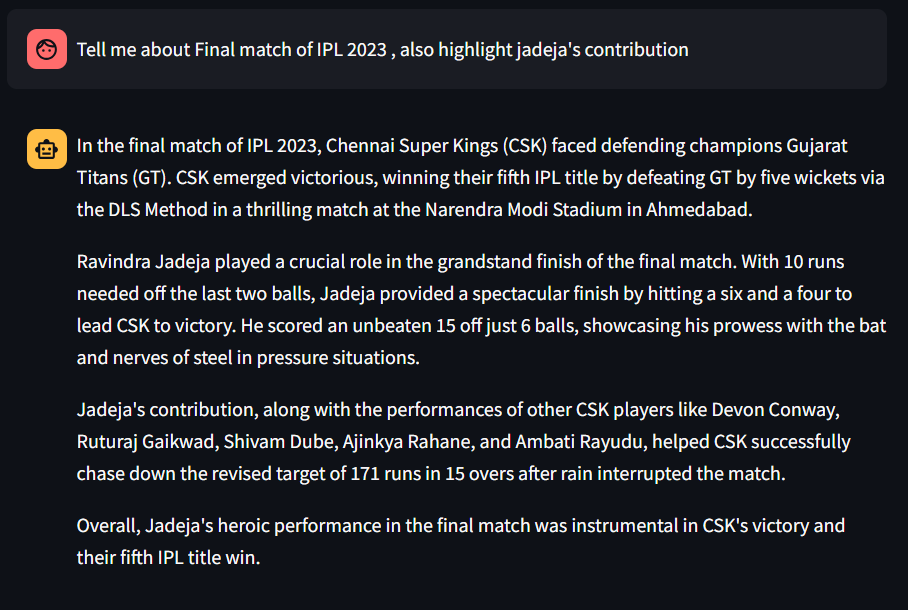 Tell me about Final match of IPL 2023 , also highlight jadeja's contribution
In the final match of IPL 2023, Chennai Super Kings (CSK) faced defending champions Gujarat
Titans (GT). CSK emerged victorious, winning their fifth IPL title by defeating GT by five wickets via
the DLS Method in a thrilling match at the Narendra Modi Stadium in Ahmedabad.
Ravindra Jadeja played a crucial role in the grandstand finish of the final match. With 10 runs
needed off the last two balls, Jadeja provided a spectacular finish by hitting a six and a four to
lead CSK to victory. He scored an unbeaten 15 off just 6 balls, showcasing his prowess with the bat
and nerves of steel in pressure situations.
Jadeja's contribution, along with the performances of other CSK players like Devon Conway,
Ruturaj Gaikwad, Shivam Dube, Ajinkya Rahane, and Ambati Rayudu, helped CSK successfully
chase down the revised target of 171 runs in 15 overs after rain interrupted the match.
Overall, Jadeja's heroic performance in the final match was instrumental in CSK's victory and
their fifth IPL title win.